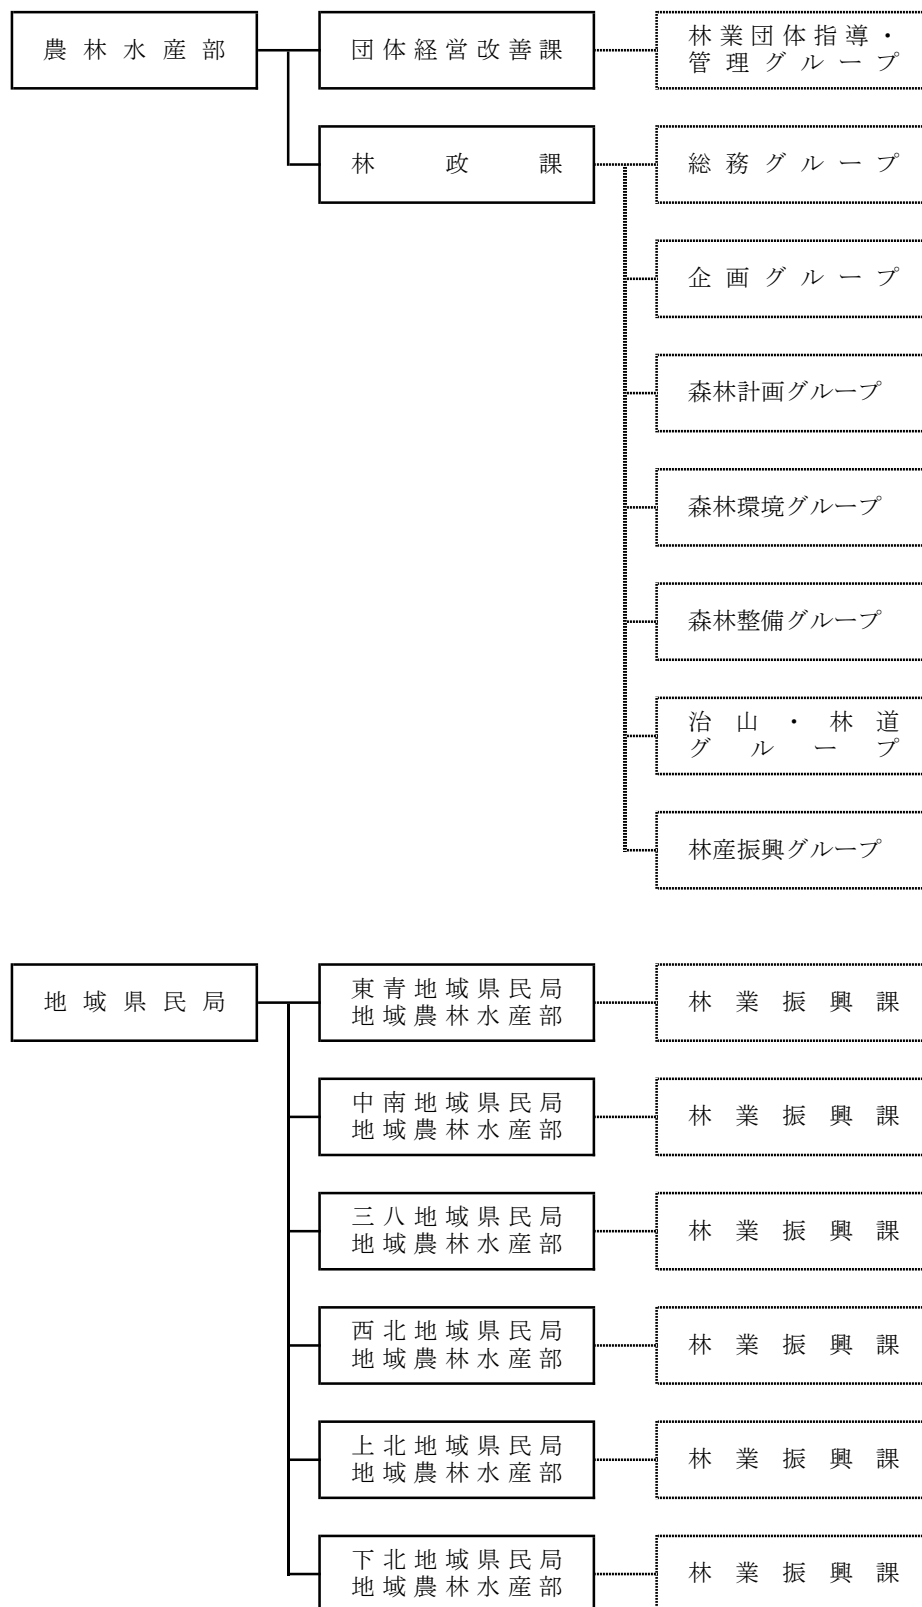 農林水産部
団体経営改善課
林業団体指導・
管理グループ
林政課
総務グループ
企画グループ
森林計画グループ
森林環境グループ
森林整備グループ
治山・林道
グループ
林産振興グループ
地域県民局
東青地域県民局
地域農林水産部
林業振興課
中南地域県民局
地域農林水産部
林業振興課
三八地域県民局
地域農林水産部
林業振興課
西北地域県民局
地域農林水産部
林業振興課
上北地域県民局
地域農林水産部
林業振興課
下北地域県民局
地域農林水産部
林業振興課